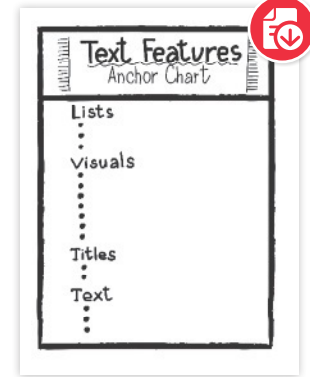 Text Features
Anchor Chart
Lists
Visuals
Titles
Text